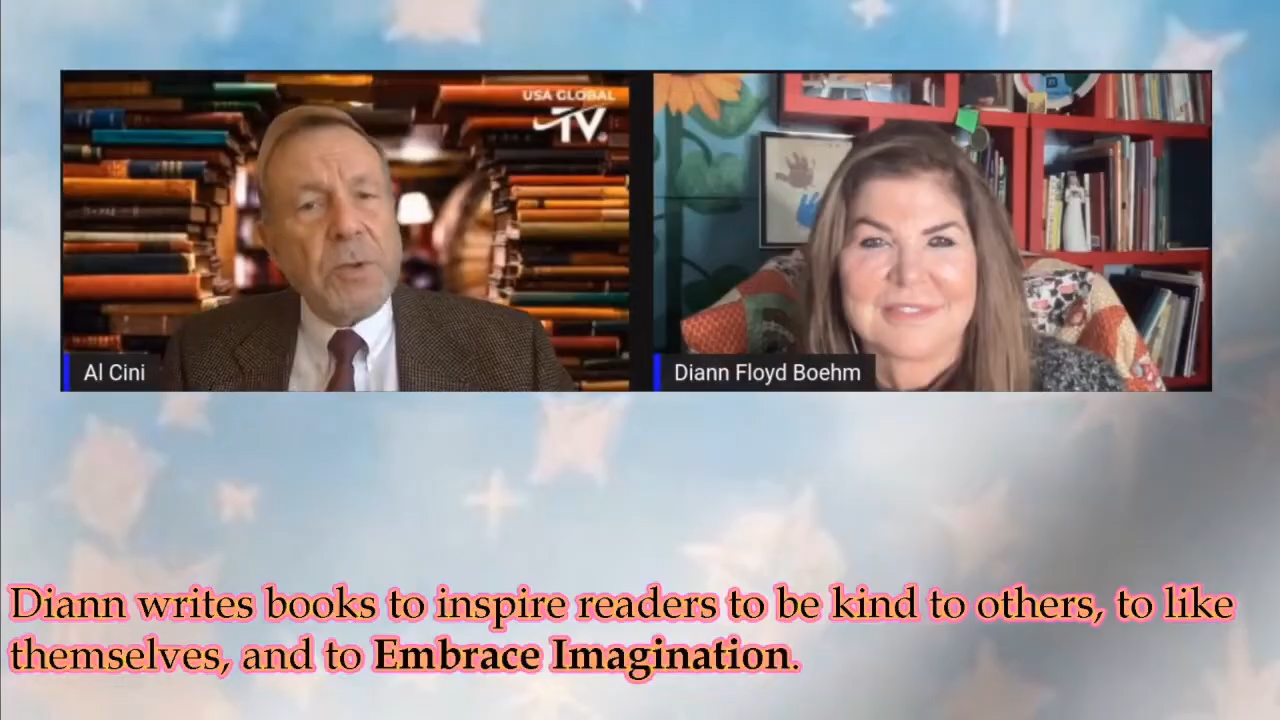 USA GLOBAL
TV
Al Cini
Diann Floyd Boehm
Diann writes books to inspire readers to be kind to others, to like
themselves, and to Embrace Imagination.